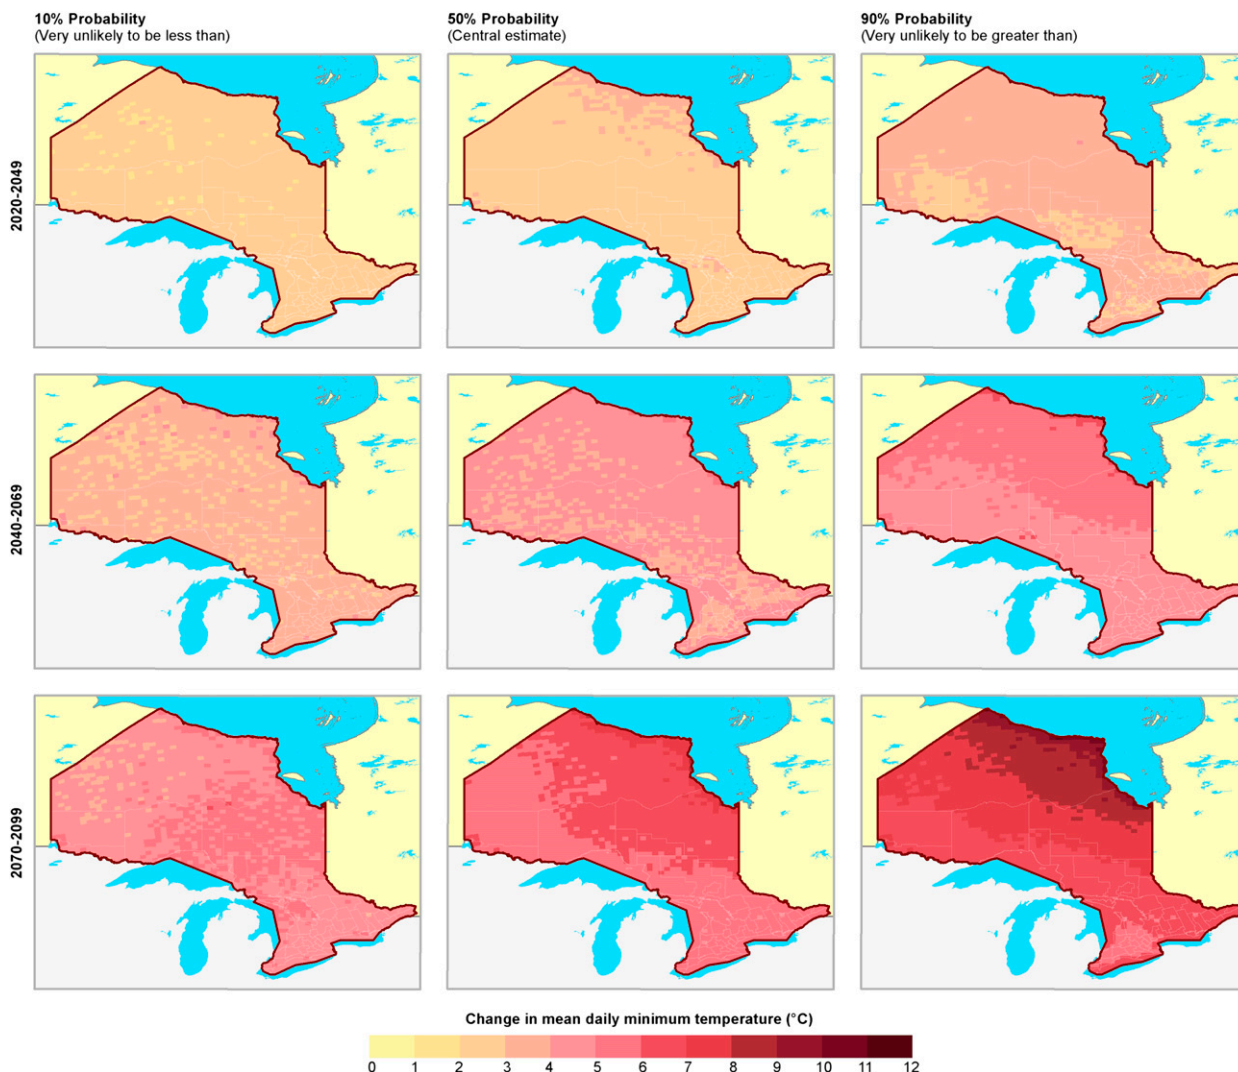 10% Probability
(Very unlikely to be less than)
50% Probability
(Central estimate)
90% Probability
(Very unlikely to be greater than)
2020-2049
2040-2069
2070-2099
Change in mean daily minimum temperature (°C)
0 1 2 3 4 5 6 7 8 9 10 11 12